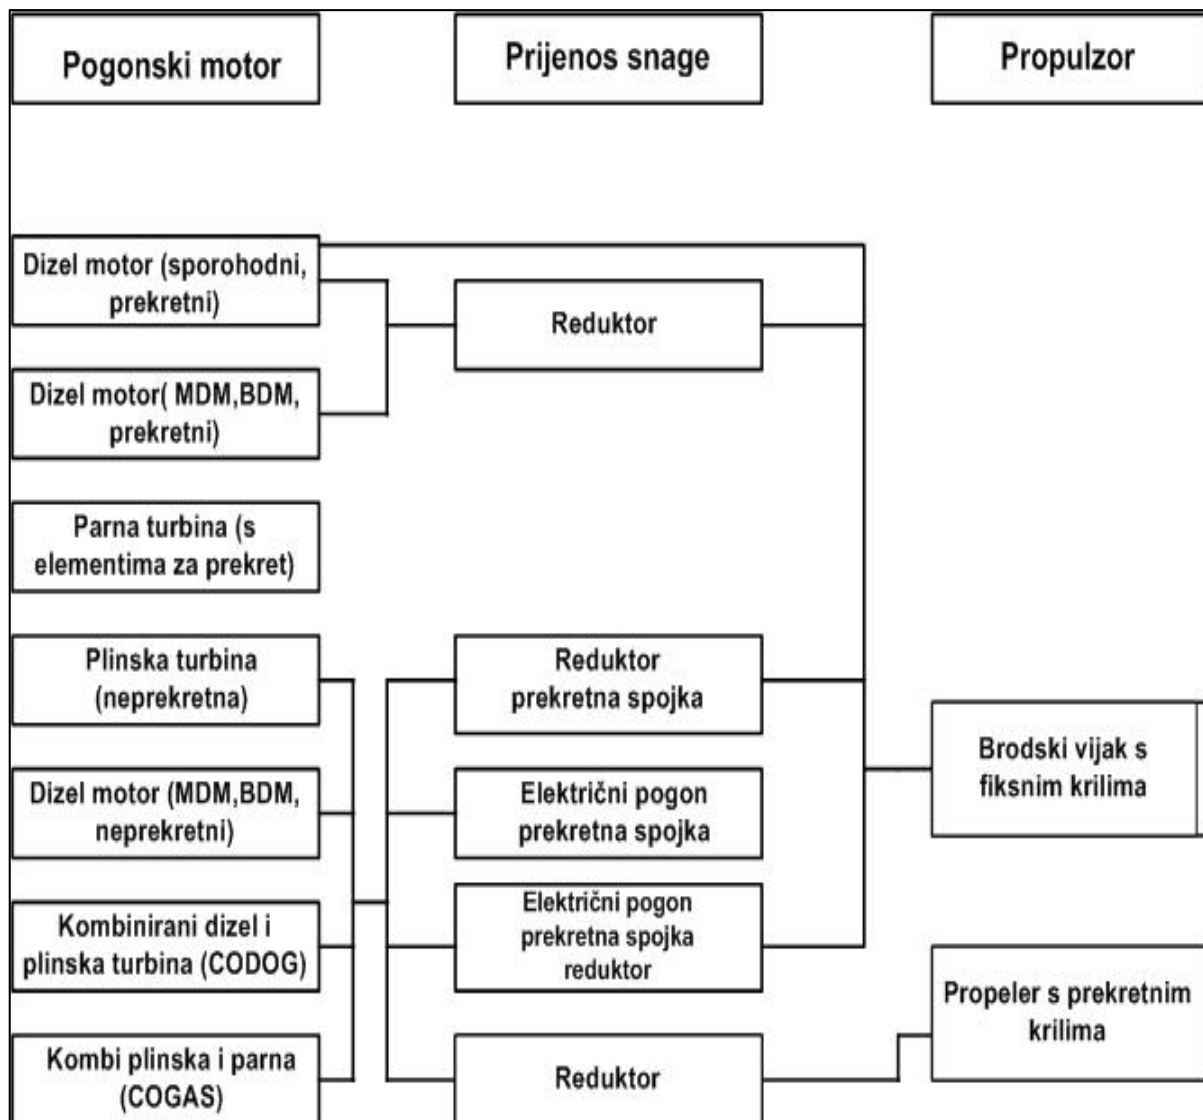 Pogonski motor
Prijenos snage
Propulzor
Dizel motor (sporohodni,
prekretni)
Reduktor
Dizel motor( MDM,BDM,
prekretni)
Parna turbina (s
elementima za prekret)
Plinska turbina
(neprekretna)
Reduktor
prekretna spojka
Brodski vijak s
fiksnim krilima
Dizel motor (MDM,BDM,
neprekretni)
Električni pogon
prekretna spojka
Kombinirani dizel i
plinska turbina (CODOG)
Električni pogon
prekretna spojka
reduktor
Propeler s prekretnim
krilima
Kombi plinska i parna
(COGAS)
Reduktor